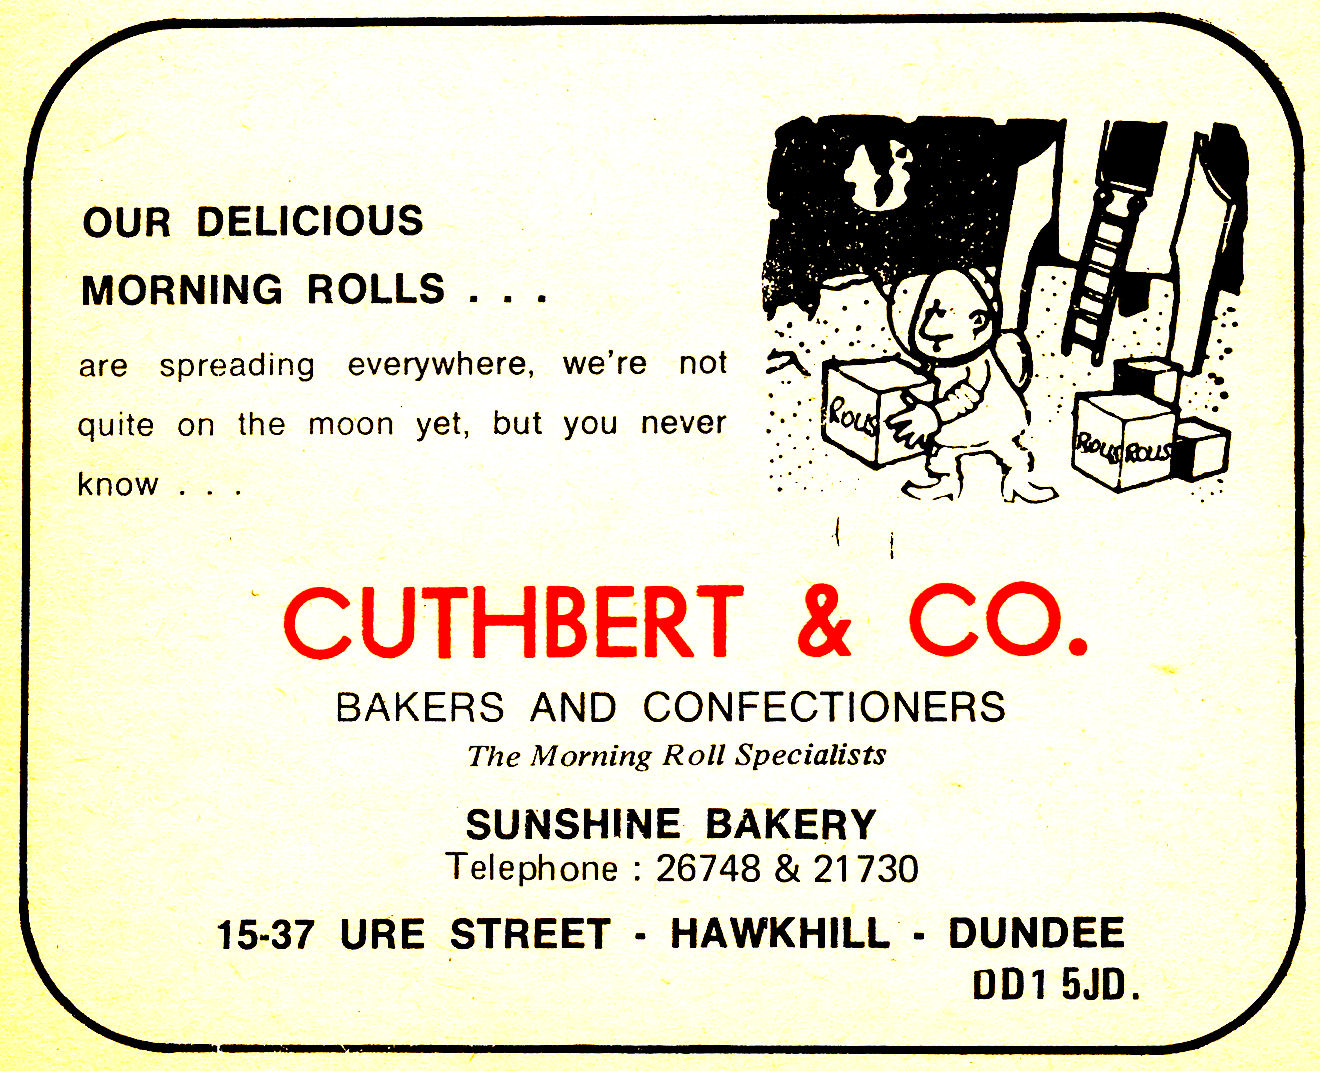 OUR DELICIOUS
MORNING ROLLS . . .
are spreading everywhere, we're not
quite on the moon yet, but you never
know . . .
ROLLS
ROLLS ROLLS
CUTHBERT & CO.
BAKERS AND CONFECTIONERS
The Morning Roll Specialists
SUNSHINE BAKERY
Telephone : 26748 & 21730
15-37 URE STREET - HAWKHILL - DUNDEE
DD1 5JD.